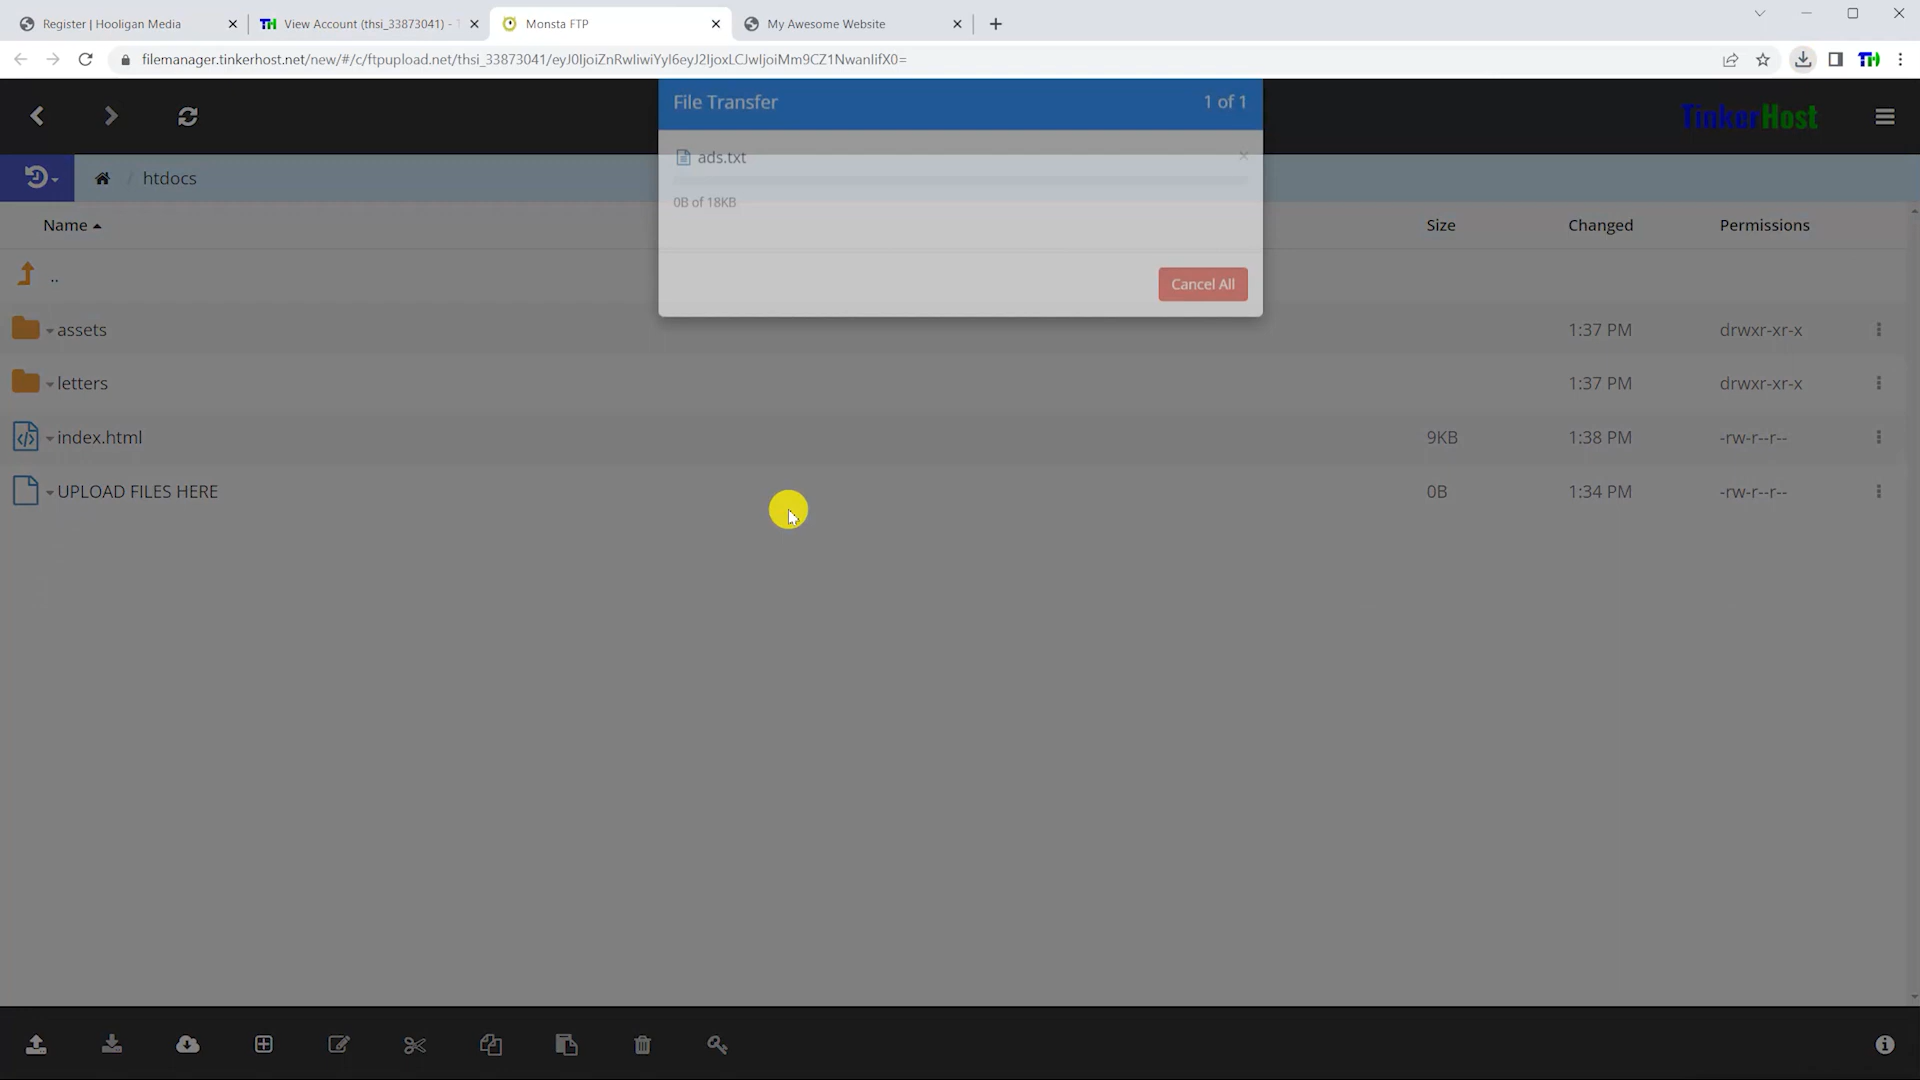 Register | Hooligan Media
View Account (thsi_33873041) -
Monsta FTP
My Awesome Website
filemanager.tinkerhost.net/new/#/c/ftpupload.net/thsi_33873041/eyJ0IjoiZnRwIiwiYyI6eyJ2IjoxLCJwIjoiMm9CZ1NwanIifX0=
TH
File Transfer
1 of 1
TinkerHost
ads.txt
0B of 18KB
Cancel All
/ htdocs
Name
Size
Changed
Permissions
..
assets
1:37 PM
drwxr-xr-x
letters
1:37 PM
drwxr-xr-x
index.html
9KB
1:38 PM
-rw-r--r--
UPLOAD FILES HERE
0B
1:34 PM
-rw-r--r--